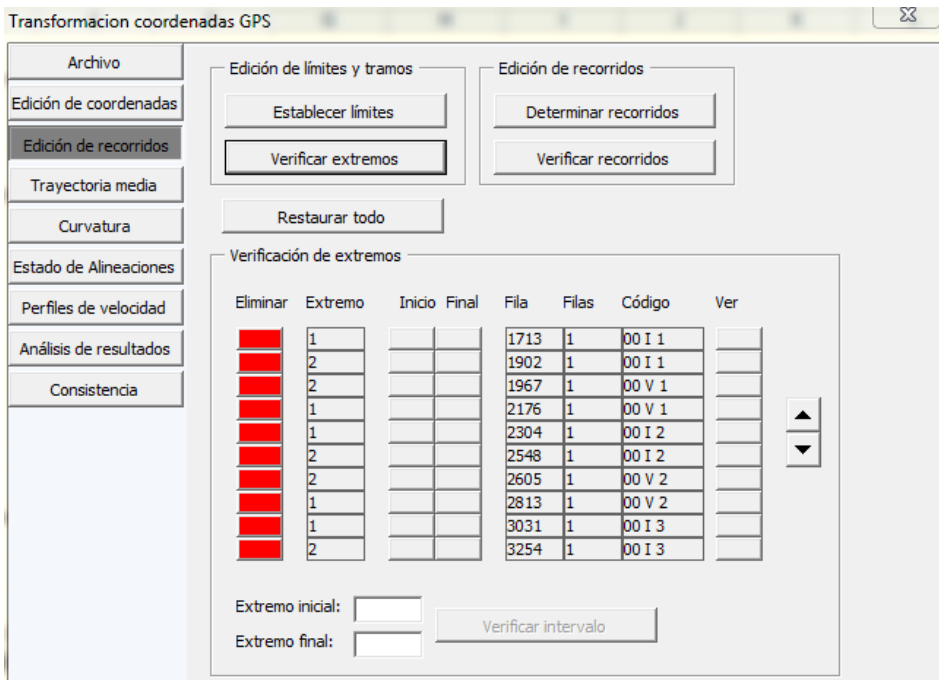 Transformacion coordenadas GPS
Archivo
Edición de coordenadas
Edición de recorridos
Trayectoria media
Curvatura
Estado de Alineaciones
Perfiles de velocidad
Análisis de resultados
Consistencia
Edición de límites y tramos
Establecer límites
Verificar extremos
Edición de recorridos
Determinar recorridos
Verificar recorridos
Restaurar todo
Verificación de extremos
Eliminar Extremo Inicio Final Fila Filas Código Ver
1 1713 1 00 I 1
2 1902 1 00 I 1
2 1967 1 00 V 1
1 2176 1 00 V 1
1 2304 1 00 I 2
2 2548 1 00 I 2
2 2605 1 00 V 2
1 2813 1 00 V 2
1 3031 1 00 I 3
2 3254 1 00 I 3
Extremo inicial:
Extremo final:
Verificar intervalo